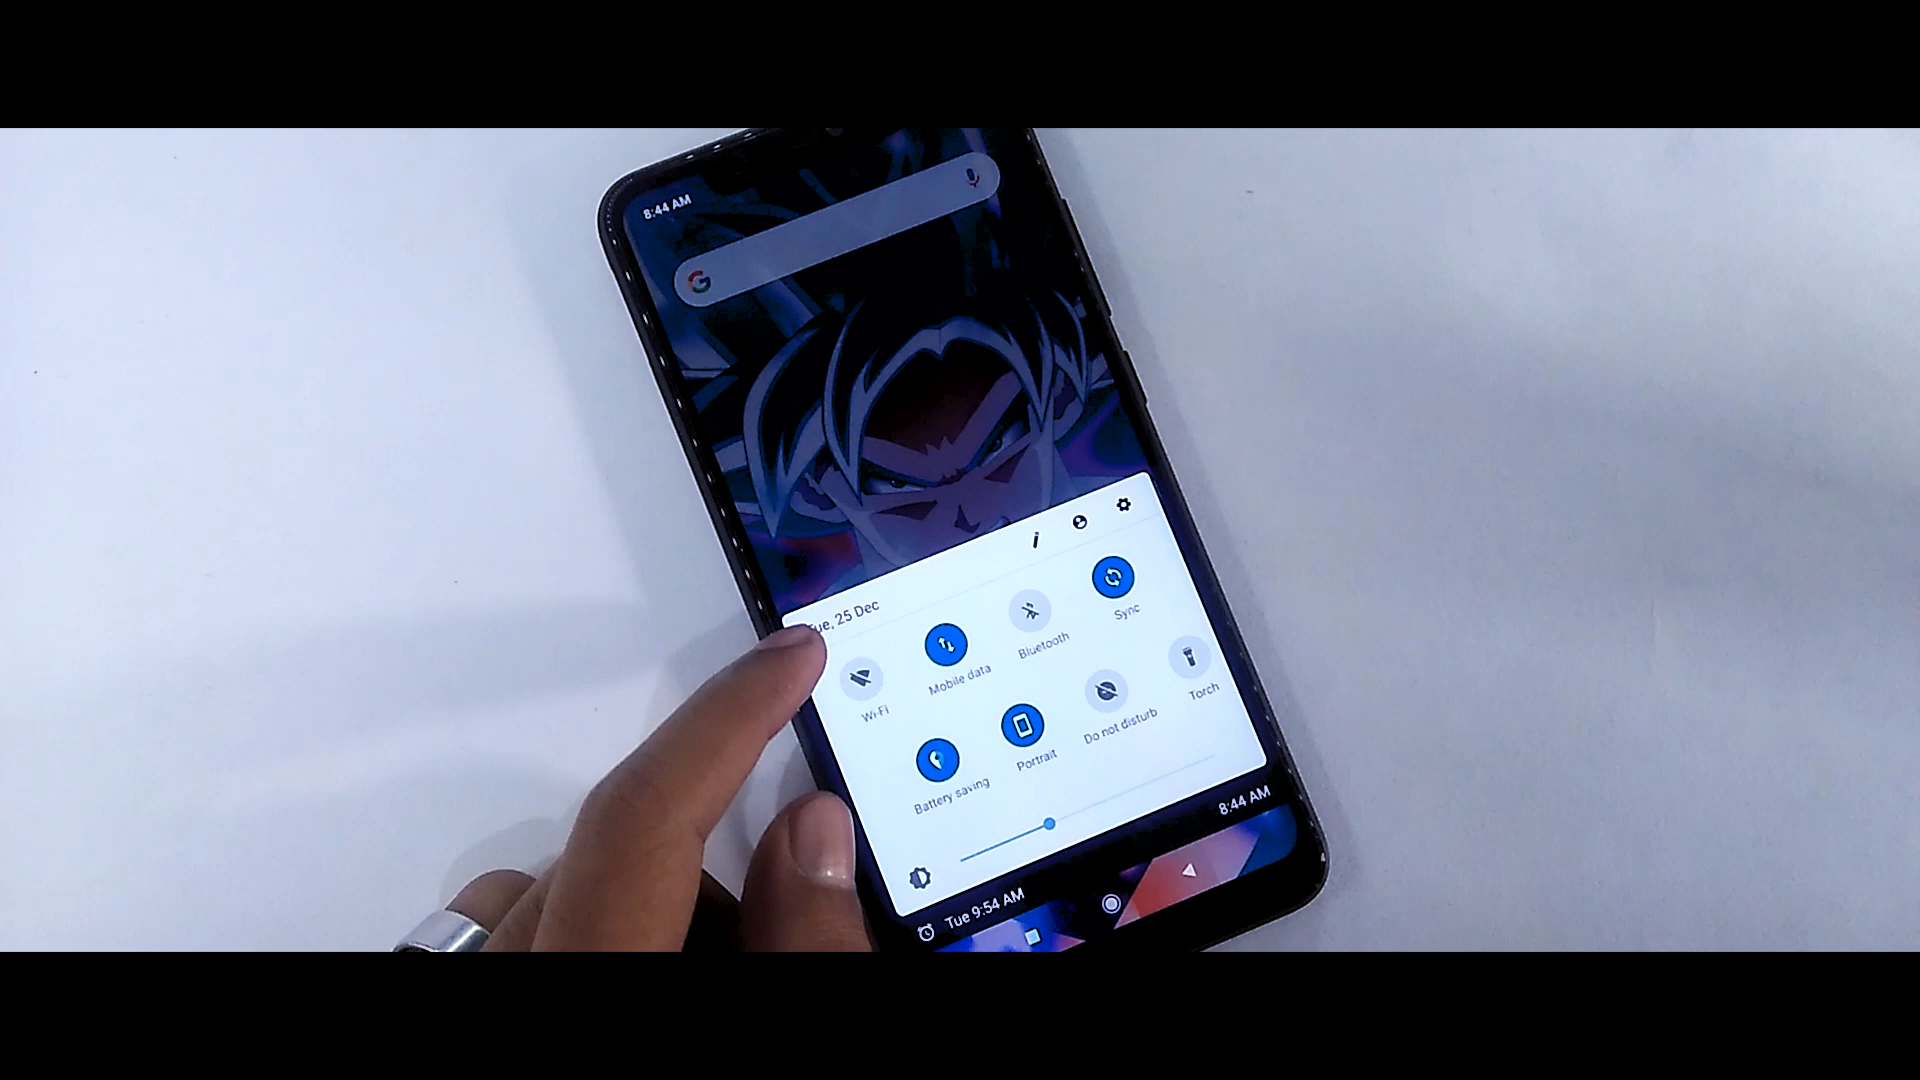 8:44 AM
Tue, 25 Dec
Wi-Fi
Mobile data
Bluetooth
Sync
Battery saving
Portrait
Do not disturb
Torch
Tue 9:54 AM
8:44 AM